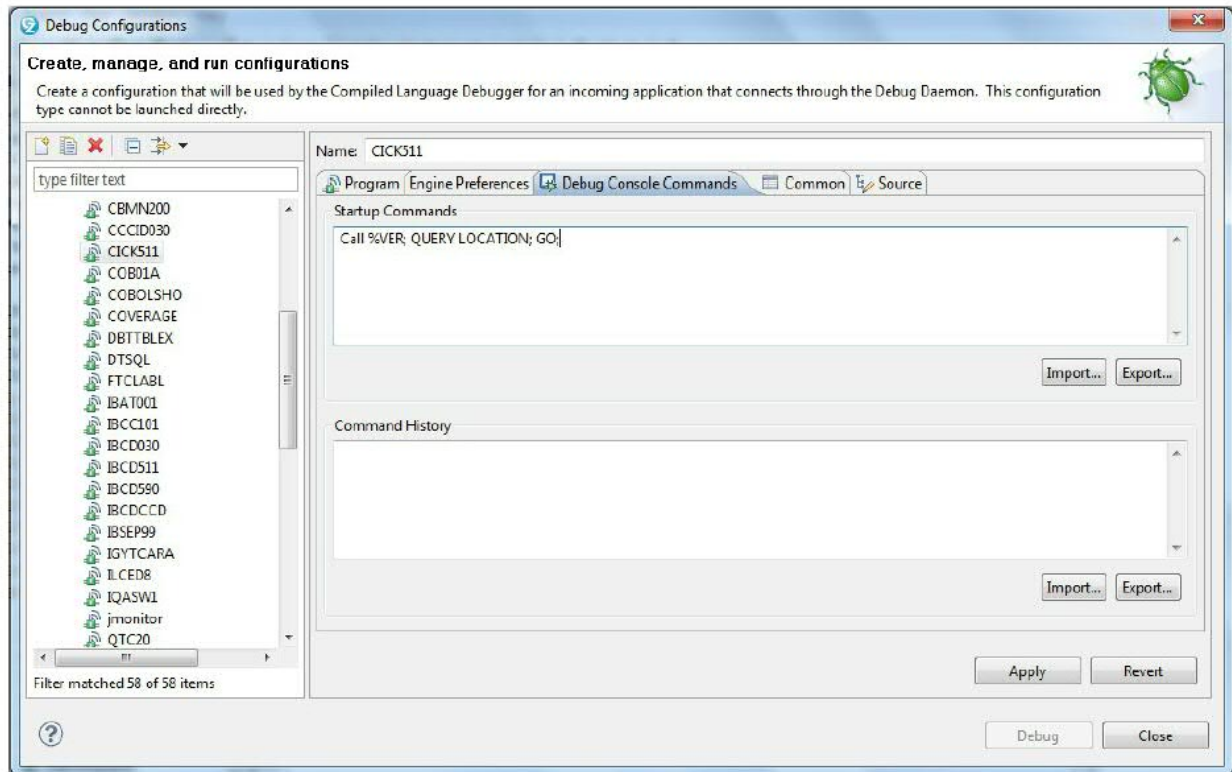 Debug Configurations
Create, manage, and run configurations
Create a configuration that will be used by the Compiled Language Debugger for an incoming application that connects through the Debug Daemon. This configuration
type cannot be launched directly.
type filter text
CBMN200
CCCID030
CICK511
COB01A
COBOLSHO
COVERAGE
DBTTBLEX
DTSQL
FTCLABL
IBAT001
IBCC101
IBCD030
IBCD511
IBCD590
IBCDCCD
IBSEP99
IGYTCARA
ILCED8
IQASW1
jmonitor
QTC20
Filter matched 58 of 58 items
Name: CICK511
Program Engine Preferences Debug Console Commands Common Source
Startup Commands
Call %VER; QUERY LOCATION; GO;
Import... Export...
Command History
Import... Export...
Apply Revert
Debug Close